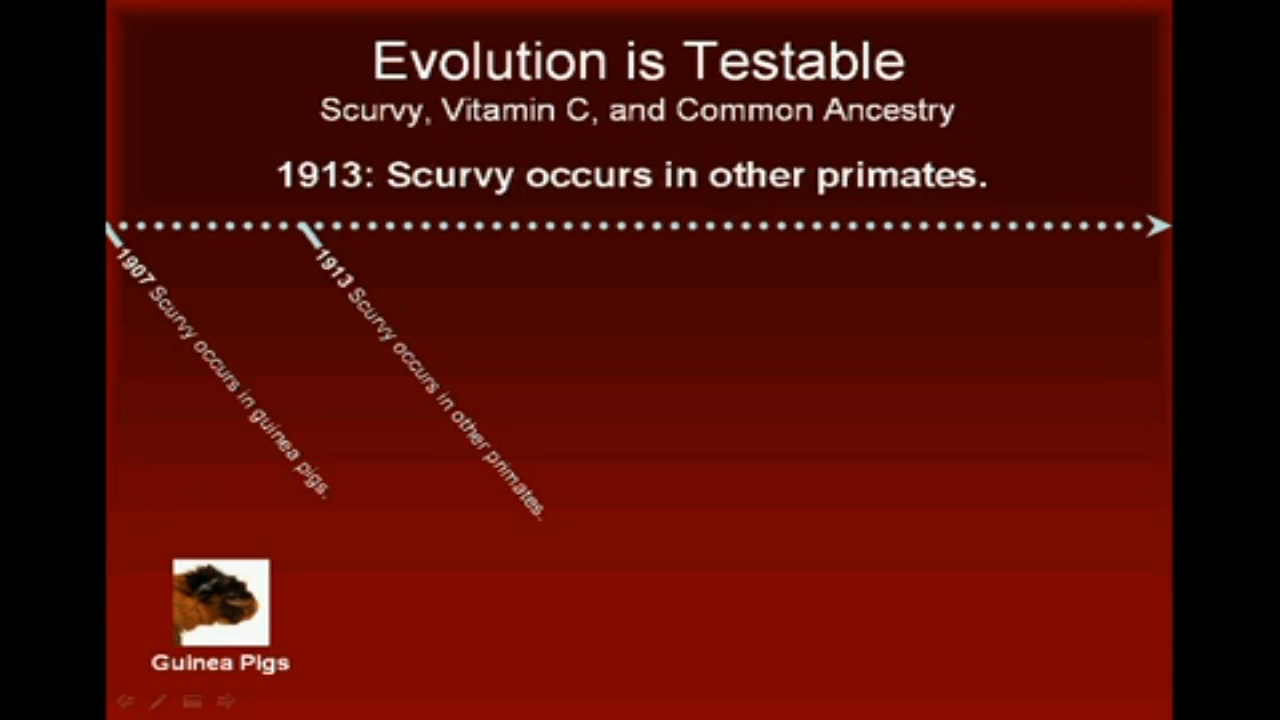 Evolution is Testable
Scurvy, Vitamin C, and Common Ancestry
1913: Scurvy occurs in other primates.
1907 Scurvy occurs in guinea pigs.
1913 Scurvy occurs in other primates.
Guinea Pigs